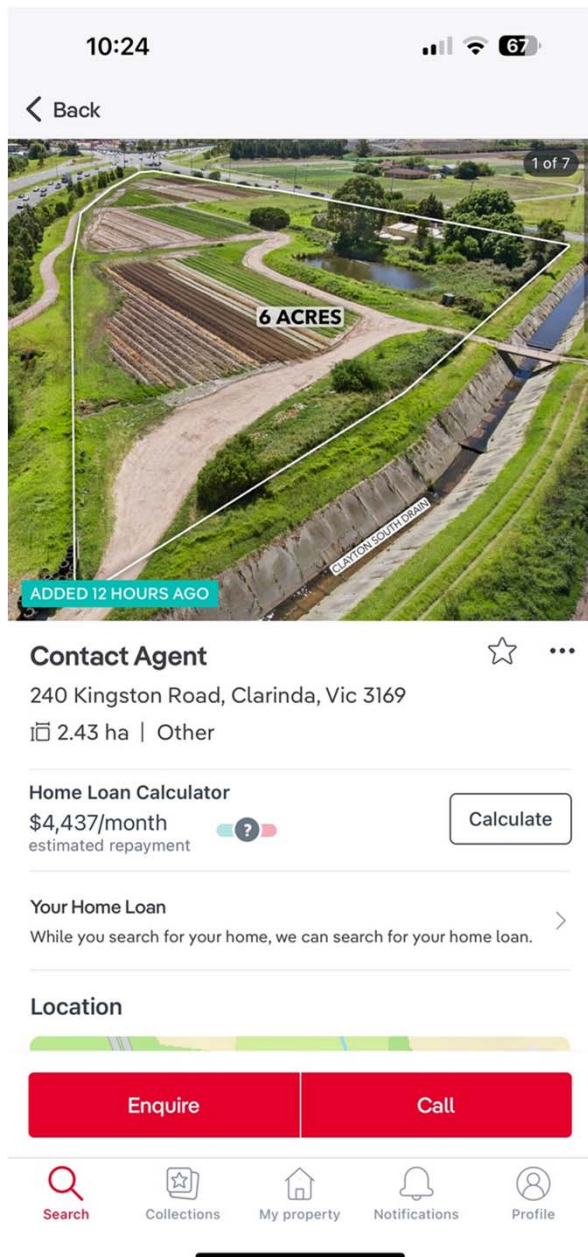 10:24
67
Back
1 of 7
6 ACRES
CLAYTON SOUTH DRAIN
ADDED 12 HOURS AGO
Contact Agent
240 Kingston Road, Clarinda, Vic 3169
2.43 ha | Other
Home Loan Calculator
$4,437/month
?
estimated repayment
Calculate
Your Home Loan
While you search for your home, we can search for your home loan.
Location
Enquire
Call
Search
Collections
My property
Notifications
Profile